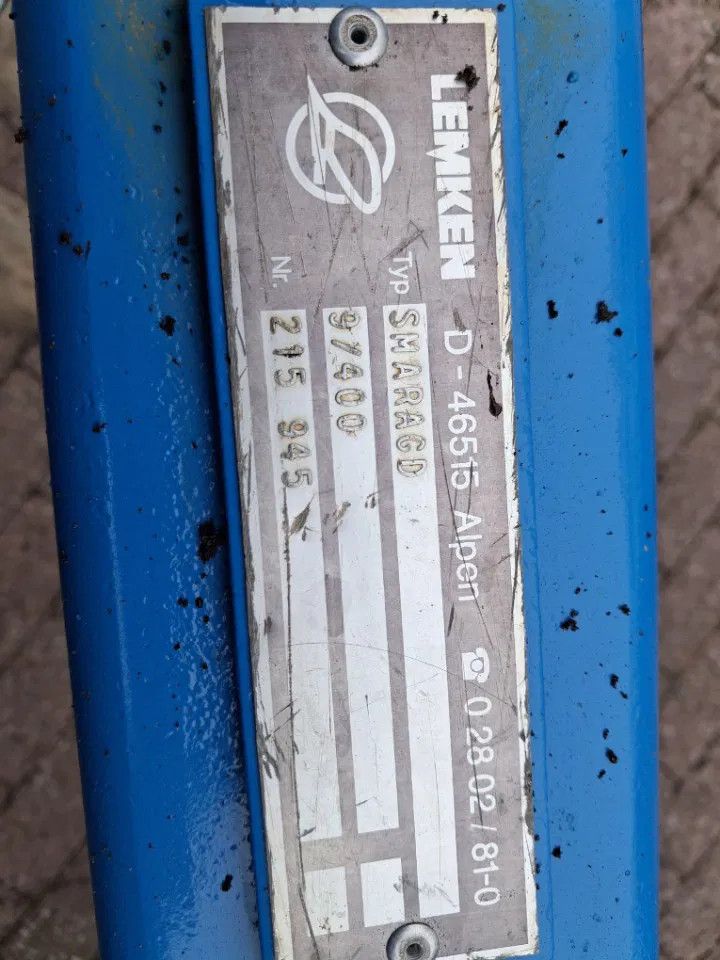 LEMKEN D-46515 Alpen ☎ 0 28 02 / 81-0
Typ SMARAGD
9/400
Nr. 215 945